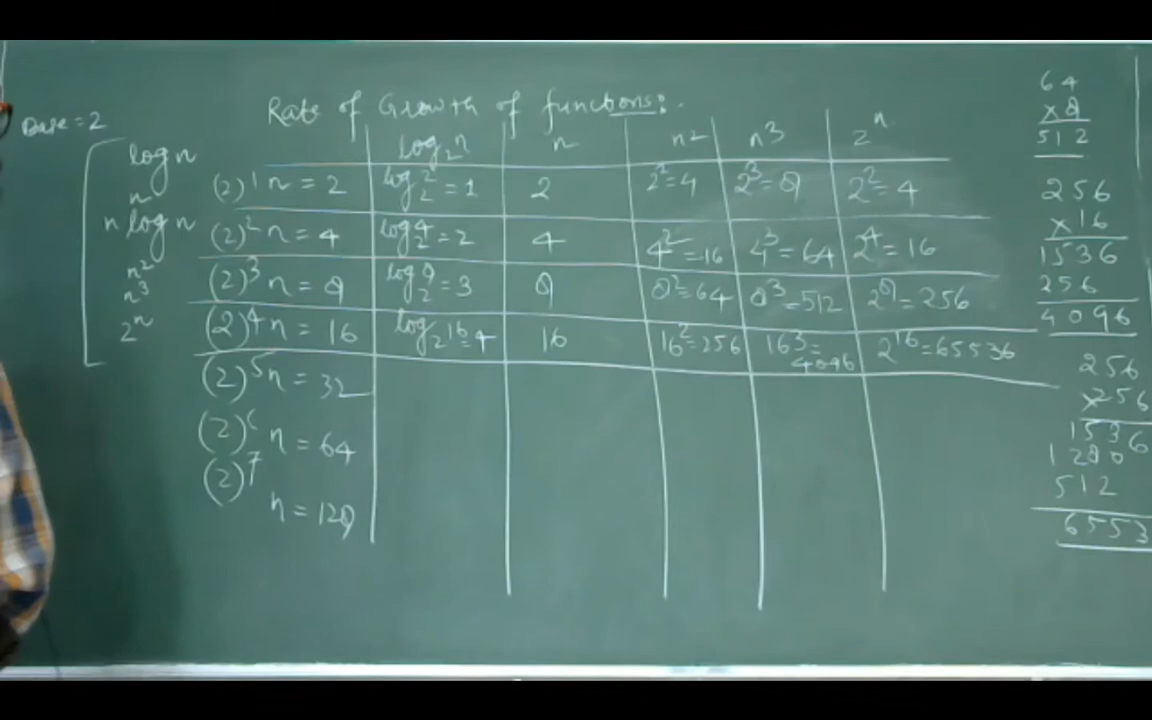 Rate of Growth of functions:
Base = 2
log n
n
n log n
n²
n³
2ⁿ
log₂n n n² n³ 2ⁿ
(2)¹ n = 2 log₂2 = 1 2 2² = 4 2³ = 8 2² = 4
(2)² n = 4 log₂4 = 2 4 4² = 16 4³ = 64 2⁴ = 16
(2)³ n = 8 log₂8 = 3 8 8² = 64 8³ = 512 2⁸ = 256
(2)⁴ n = 16 log₂16 = 4 16 16² = 256 16³ = 4096 2¹⁶ = 65536
(2)⁵ n = 32
(2)⁶ n = 64
(2)⁷
n = 128
64
x8
512
256
x16
1536
256
4096
256
x256
1536
1280
512
6553